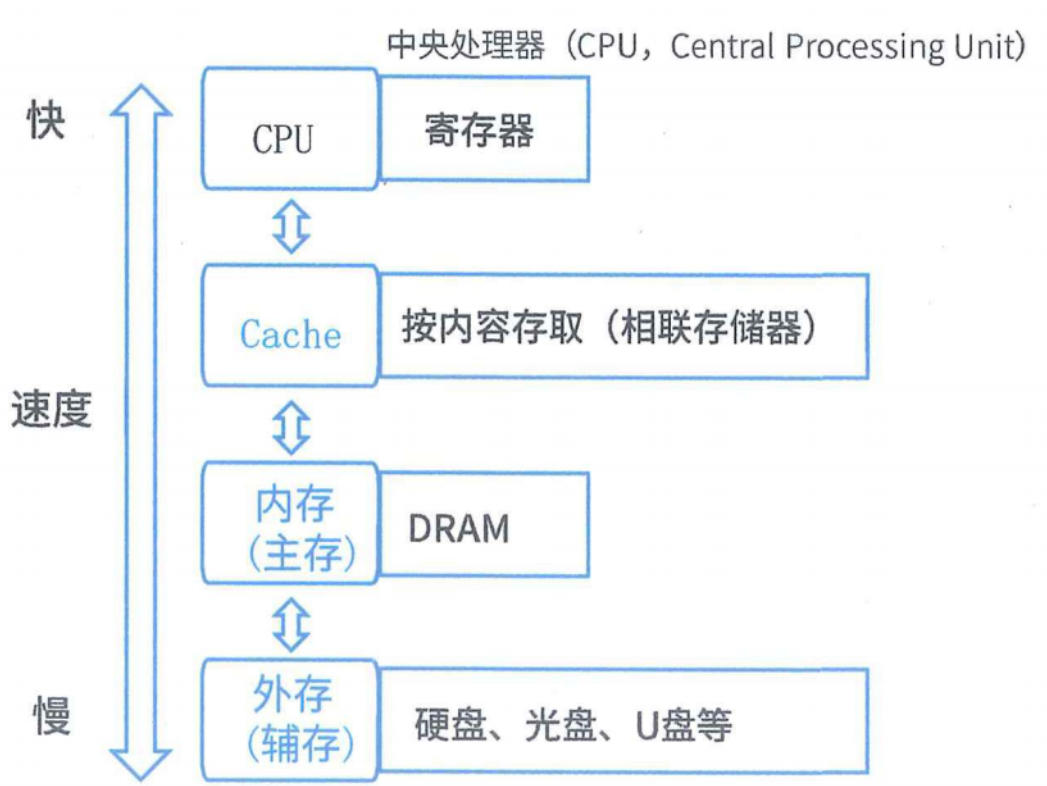 中央处理器（CPU，Central Processing Unit）
快
CPU
寄存器
Cache
按内容存取（相联存储器）
速度
内存
(主存)
DRAM
慢
外存
(辅存)
硬盘、光盘、U盘等